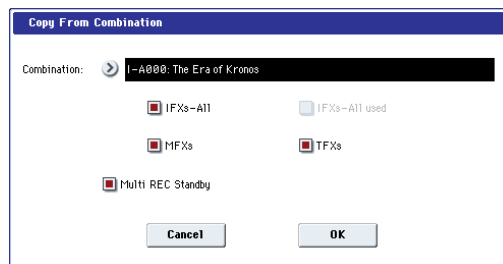 Copy From Combination
Combination: I-A000: The Era of Kronos
IFXs-All IFXs-All used
MFXs TFXs
Multi REC Standby
Cancel OK